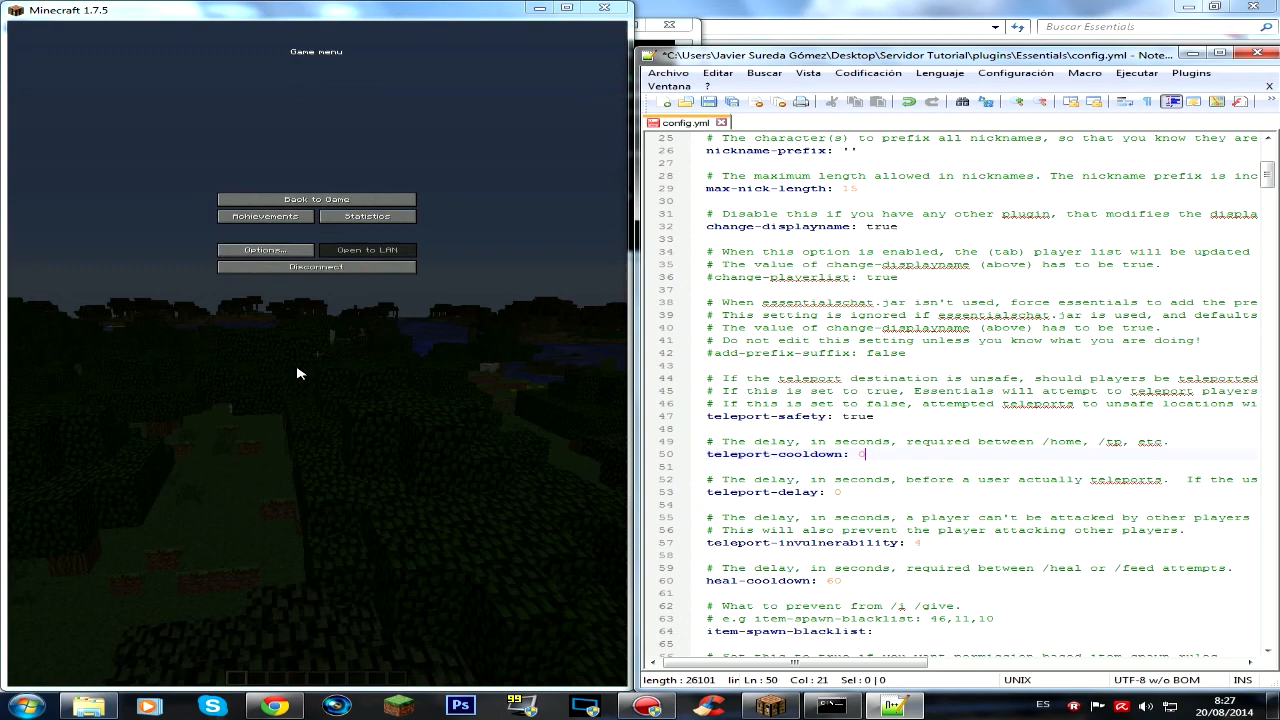 Minecraft 1.7.5
Game menu
Back to Game
Achievements
Statistics
Options...
Open to LAN
Disconnect
Buscar Essentials
*C:\Users\Javier Sureda Gómez\Desktop\Servidor Tutorial\plugins\Essentials\config.yml - Note...
Archivo Editar Buscar Vista Codificación Lenguaje Configuración Macro Ejecutar Plugins
Ventana ? X
config.yml
25 # The character(s) to prefix all nicknames, so that you know they are
26 nickname-prefix: ''
27
28 # The maximum length allowed in nicknames. The nickname prefix is inc
29 max-nick-length: 15
30
31 # Disable this if you have any other plugin, that modifies the displa
32 change-displayname: true
33
34 # When this option is enabled, the (tab) player list will be updated
35 # The value of change-displayname (above) has to be true.
36 #change-playerlist: true
37
38 # When essentialschat.jar isn't used, force essentials to add the pre
39 # This setting is ignored if essentialschat.jar is used, and defaults
40 # The value of change-displayname (above) has to be true.
41 # Do not edit this setting unless you know what you are doing!
42 #add-prefix-suffix: false
43
44 # If the teleport destination is unsafe, should players be teleported
45 # If this is set to true, Essentials will attempt to teleport players
46 # If this is set to false, attempted teleports to unsafe locations wi
47 teleport-safety: true
48
49 # The delay, in seconds, required between /home, /tp, etc.
50 teleport-cooldown: 0
51
52 # The delay, in seconds, before a user actually teleports. If the us
53 teleport-delay: 0
54
55 # The delay, in seconds, a player can't be attacked by other players
56 # This will also prevent the player attacking other players.
57 teleport-invulnerability: 4
58
59 # The delay, in seconds, required between /heal or /feed attempts.
60 heal-cooldown: 60
61
62 # What to prevent from /i /give.
63 # e.g item-spawn-blacklist: 46,11,10
64 item-spawn-blacklist:
65
length : 26101 lin Ln : 50 Col : 21 Sel : 0 | 0 UNIX UTF-8 w/o BOM INS
99
Ps
ES
8:27
20/08/2014